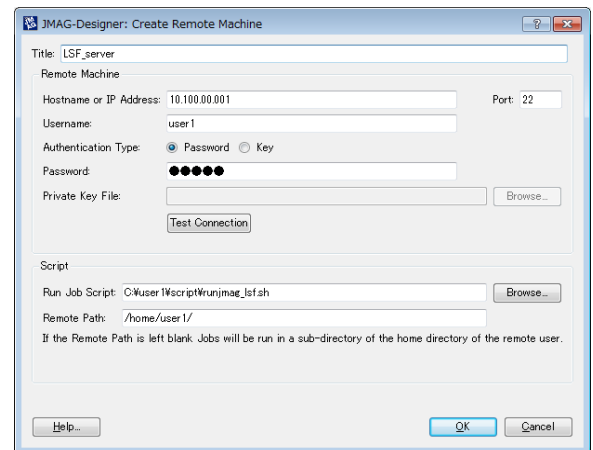 JMAG-Designer: Create Remote Machine
Title: LSF_server
Remote Machine
Hostname or IP Address: 10.100.00.001 Port: 22
Username: user1
Authentication Type: Password Key
Password: ●●●●●
Private Key File: Browse...
Test Connection
Script
Run Job Script: C:¥user1¥script¥runjmag_lsf.sh Browse...
Remote Path: /home/user1/
If the Remote Path is left blank Jobs will be run in a sub-directory of the home directory of the remote user.
Help... OK Cancel